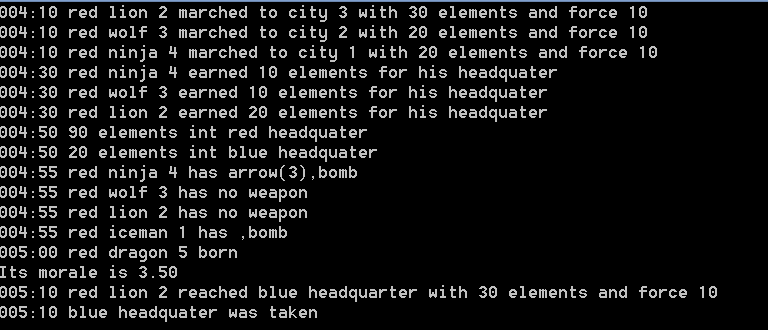 004:10 red lion 2 marched to city 3 with 30 elements and force 10
004:10 red wolf 3 marched to city 2 with 20 elements and force 10
004:10 red ninja 4 marched to city 1 with 20 elements and force 10
004:30 red ninja 4 earned 10 elements for his headquater
004:30 red wolf 3 earned 10 elements for his headquater
004:30 red lion 2 earned 20 elements for his headquater
004:50 90 elements int red headquater
004:50 20 elements int blue headquater
004:55 red ninja 4 has arrow(3),bomb
004:55 red wolf 3 has no weapon
004:55 red lion 2 has no weapon
004:55 red iceman 1 has ,bomb
005:00 red dragon 5 born
Its morale is 3.50
005:10 red lion 2 reached blue headquarter with 30 elements and force 10
005:10 blue headquater was taken